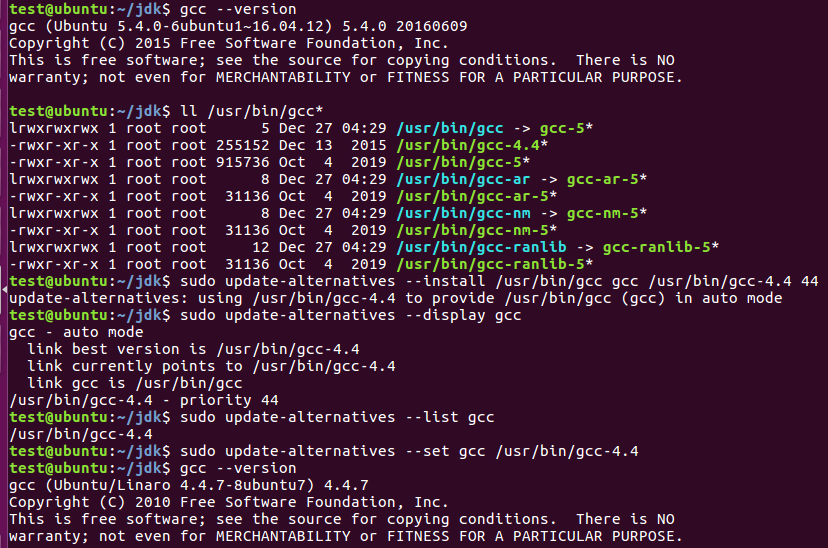 test@ubuntu:~/jdk$ gcc --version
gcc (Ubuntu 5.4.0-6ubuntu1~16.04.12) 5.4.0 20160609
Copyright (C) 2015 Free Software Foundation, Inc.
This is free software; see the source for copying conditions.  There is NO
warranty; not even for MERCHANTABILITY or FITNESS FOR A PARTICULAR PURPOSE.

test@ubuntu:~/jdk$ ll /usr/bin/gcc*
lrwxrwxrwx 1 root root      5 Dec 27 04:29 /usr/bin/gcc -> gcc-5*
-rwxr-xr-x 1 root root 255152 Dec 13  2015 /usr/bin/gcc-4.4*
-rwxr-xr-x 1 root root 915736 Oct  4  2019 /usr/bin/gcc-5*
lrwxrwxrwx 1 root root      8 Dec 27 04:29 /usr/bin/gcc-ar -> gcc-ar-5*
-rwxr-xr-x 1 root root  31136 Oct  4  2019 /usr/bin/gcc-ar-5*
lrwxrwxrwx 1 root root      8 Dec 27 04:29 /usr/bin/gcc-nm -> gcc-nm-5*
-rwxr-xr-x 1 root root  31136 Oct  4  2019 /usr/bin/gcc-nm-5*
lrwxrwxrwx 1 root root     12 Dec 27 04:29 /usr/bin/gcc-ranlib -> gcc-ranlib-5*
-rwxr-xr-x 1 root root  31136 Oct  4  2019 /usr/bin/gcc-ranlib-5*
test@ubuntu:~/jdk$ sudo update-alternatives --install /usr/bin/gcc gcc /usr/bin/gcc-4.4 44
update-alternatives: using /usr/bin/gcc-4.4 to provide /usr/bin/gcc (gcc) in auto mode
test@ubuntu:~/jdk$ sudo update-alternatives --display gcc
gcc - auto mode
  link best version is /usr/bin/gcc-4.4
  link currently points to /usr/bin/gcc-4.4
  link gcc is /usr/bin/gcc
/usr/bin/gcc-4.4 - priority 44
test@ubuntu:~/jdk$ sudo update-alternatives --list gcc
/usr/bin/gcc-4.4
test@ubuntu:~/jdk$ sudo update-alternatives --set gcc /usr/bin/gcc-4.4
test@ubuntu:~/jdk$ gcc --version
gcc (Ubuntu/Linaro 4.4.7-8ubuntu7) 4.4.7
Copyright (C) 2010 Free Software Foundation, Inc.
This is free software; see the source for copying conditions.  There is NO
warranty; not even for MERCHANTABILITY or FITNESS FOR A PARTICULAR PURPOSE.